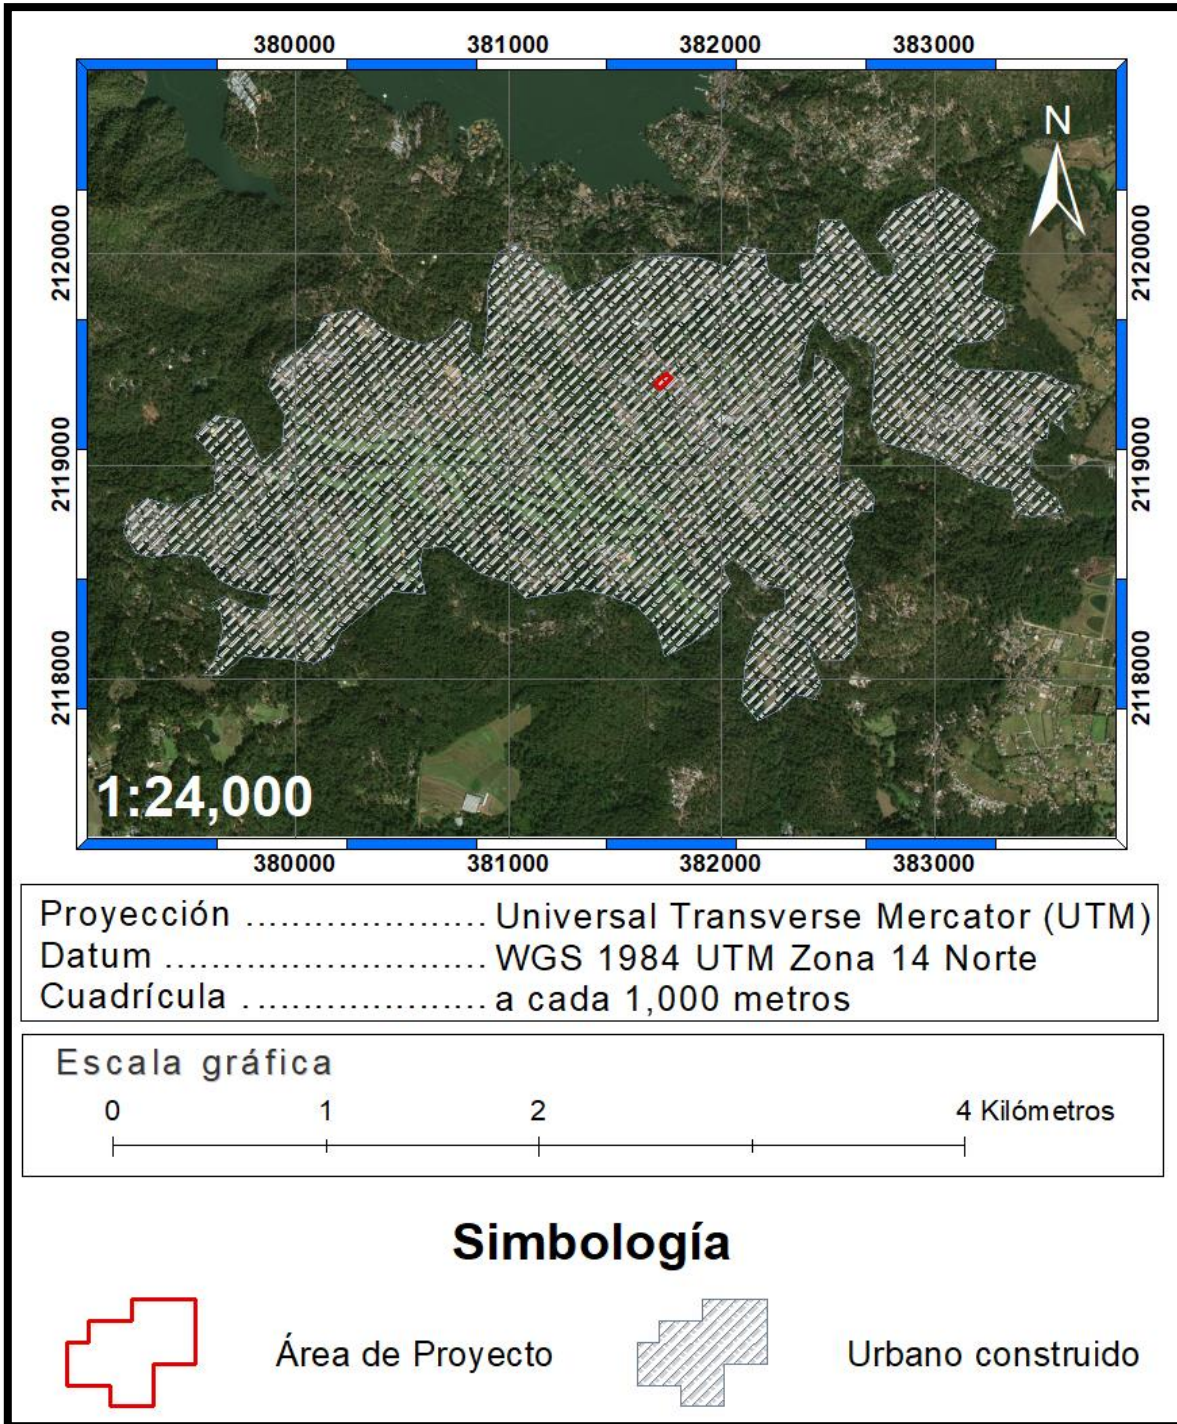 380000 381000 382000 383000
N
2120000 2120000
2119000 2119000
2118000 2118000
1:24,000
380000 381000 382000 383000
Proyección ...................... Universal Transverse Mercator (UTM)
Datum ............................. WGS 1984 UTM Zona 14 Norte
Cuadrícula ...................... a cada 1,000 metros
Escala gráfica
0 1 2 4 Kilómetros
Simbología
Área de Proyecto Urbano construido